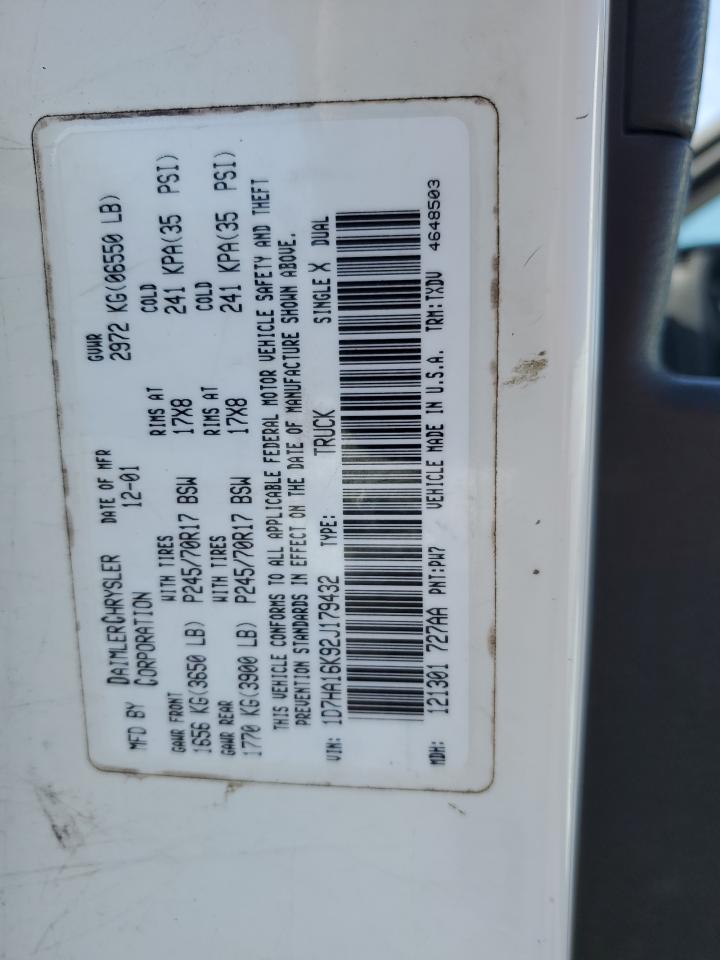 MFD BY DAIMLERCHRYSLER CORPORATION DATE OF MFR 12-01 GVWR 2972 KG(06550 LB)
GAWR FRONT WITH TIRES RIMS AT COLD
1656 KG(3650 LB) P245/70R17 BSW 17X8 241 KPA(35 PSI)
GAWR REAR WITH TIRES RIMS AT COLD
1770 KG(3900 LB) P245/70R17 BSW 17X8 241 KPA(35 PSI)
THIS VEHICLE CONFORMS TO ALL APPLICABLE FEDERAL MOTOR VEHICLE SAFETY AND THEFT
PREVENTION STANDARDS IN EFFECT ON THE DATE OF MANUFACTURE SHOWN ABOVE.
VIN: 1D7HA16K92J179432 TYPE: TRUCK SINGLE X DUAL
MDH: 121301 727AA PNT:PW7 VEHICLE MADE IN U.S.A. TRM:TXDV 4648503